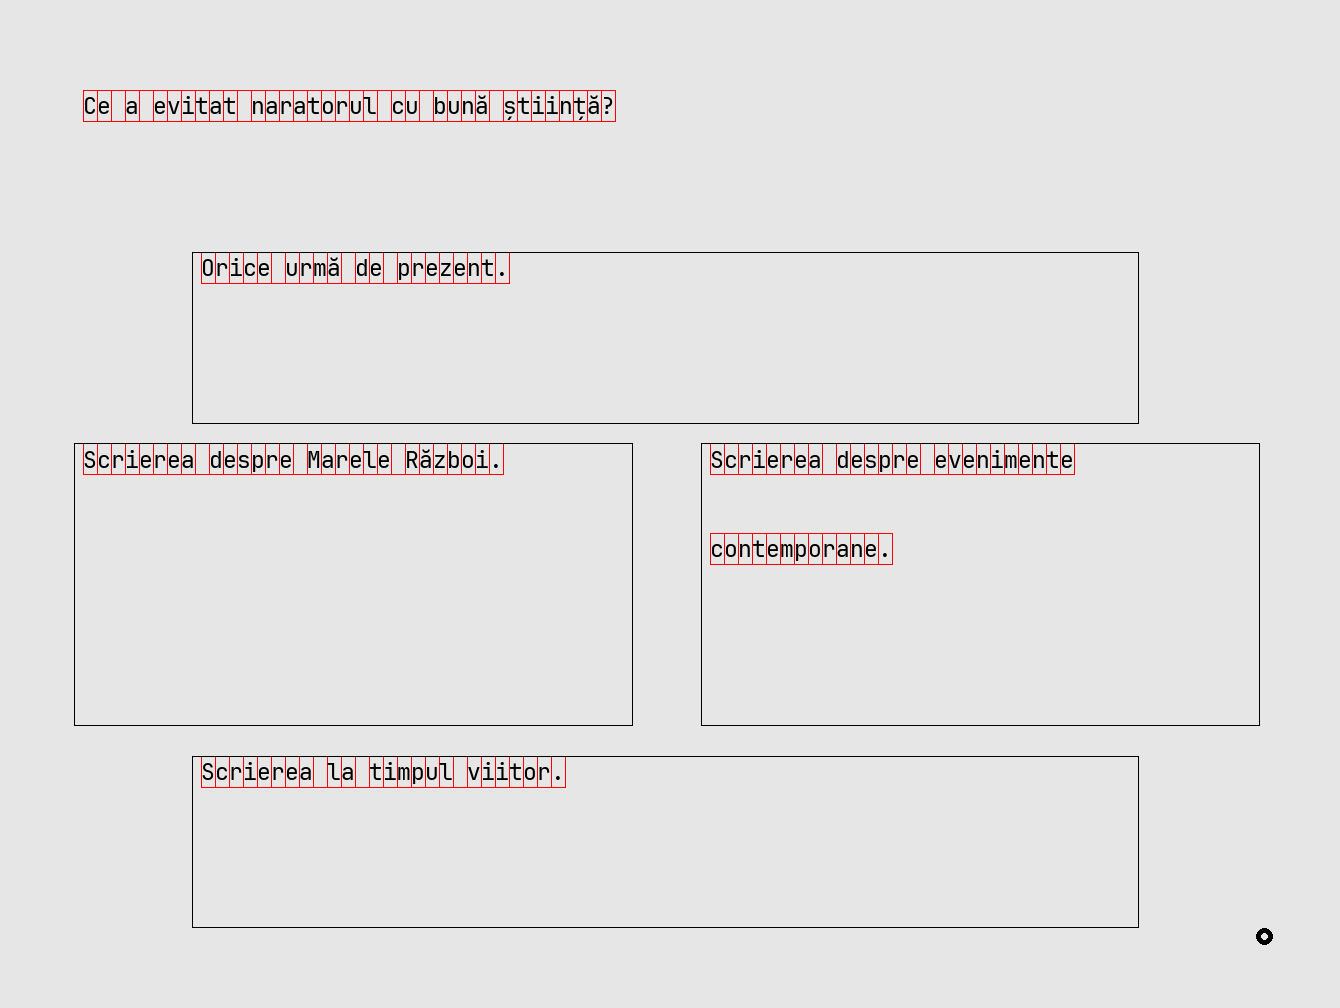 Ce a evitat naratorul cu bună știință?
Orice urmă de prezent.
Scrierea despre Marele Război.
Scrierea despre evenimente
contemporane.
Scrierea la timpul viitor.